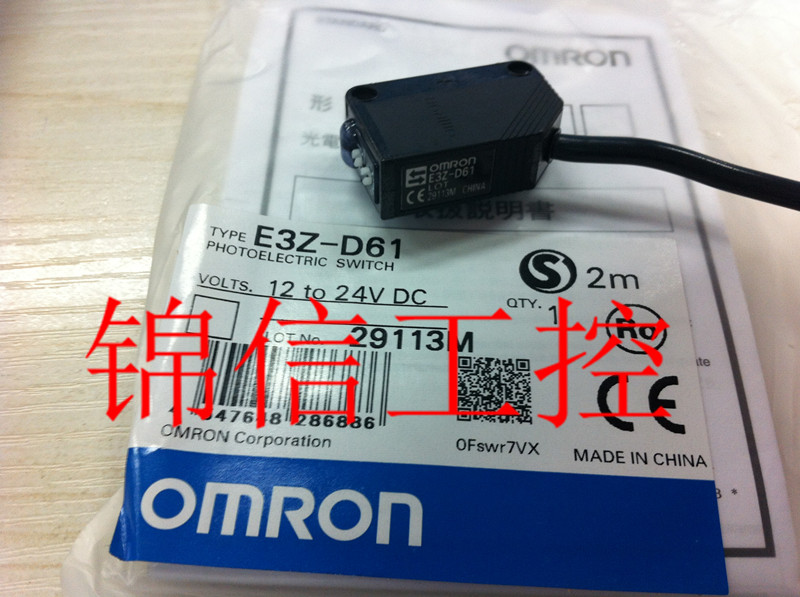 OMRON
形
光電
OMRON
E3Z-D61
LOT
29113M CHINA
CE
取扱説明書
TYPE E3Z-D61
PHOTOELECTRIC SWITCH
S 2m
VOLTS. 12 to 24V DC
QTY. 1
LOT No. 29113M
锦信工控
CE
OMRON Corporation
0Fswr7VX
MADE IN CHINA
OMRON